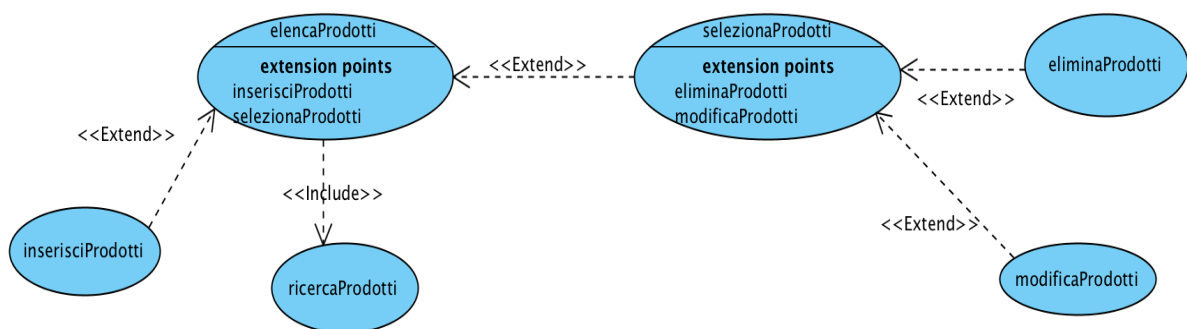 elencaProdotti
extension points
inserisciProdotti
selezionaProdotti
<<Extend>>
selezionaProdotti
extension points
eliminaProdotti
modificaProdotti
eliminaProdotti
<<Extend>>
<<Extend>>
<<Include>>
<<Extend>>
inserisciProdotti
ricercaProdotti
modificaProdotti